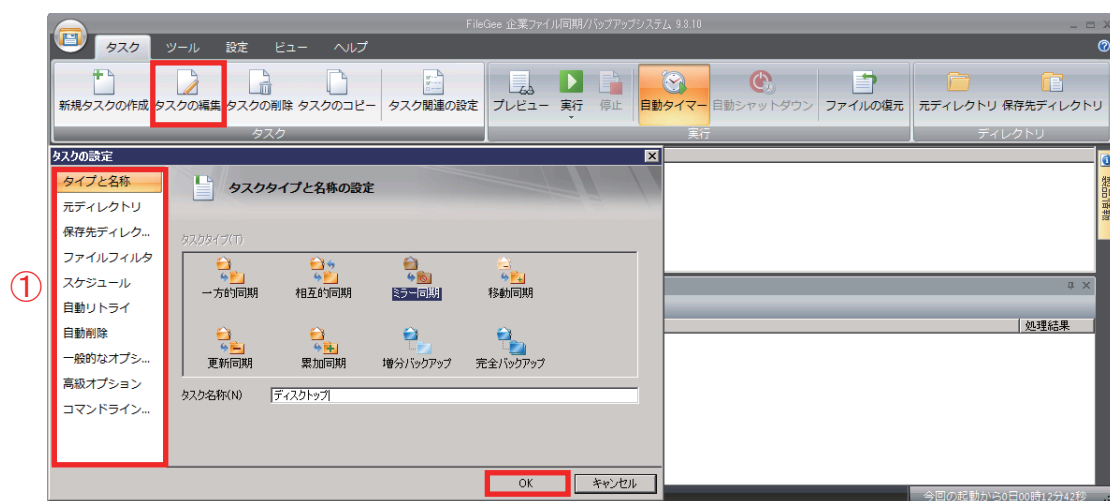 FileGee 企業ファイル同期/バップアップシステム 9.8.10
タスク ツール 設定 ビュー ヘルプ
新規タスクの作成 タスクの編集 タスクの削除 タスクのコピー タスク関連の設定 プレビュー 実行 停止 自動タイマー 自動シャットダウン ファイルの復元 元ディレクトリ 保存先ディレクトリ
タスク 実行 ディレクトリ
タスクの設定
タイプと名称
元ディレクトリ
保存先ディレク...
ファイルフィルタ
スケジュール
自動リトライ
自動削除
一般的なオプシ...
高級オプション
コマンドライン...
①
タスクタイプと名称の設定
タスクタイプ(T)
一方的同期 相互的同期 ミラー同期 移動同期
更新同期 累加同期 増分バックアップ 完全バックアップ
タスク名称(N) ディスクトップ
OK キャンセル
処理結果
今回の起動から0日00時12分42秒